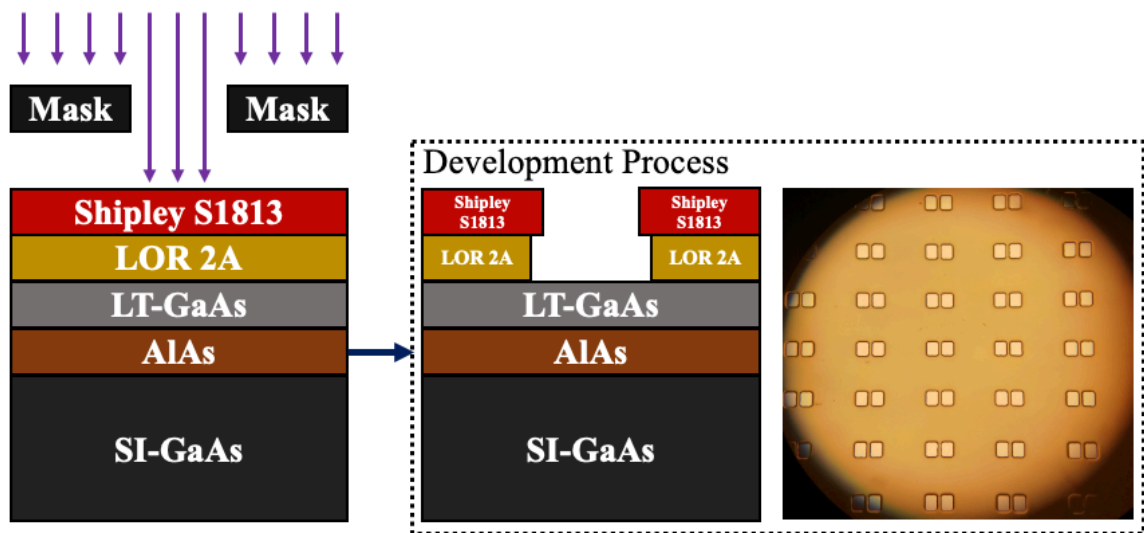 Mask
Mask
Shipley S1813
LOR 2A
LT-GaAs
AlAs
SI-GaAs
Development Process
Shipley
S1813
Shipley
S1813
LOR 2A
LOR 2A
LT-GaAs
AlAs
SI-GaAs